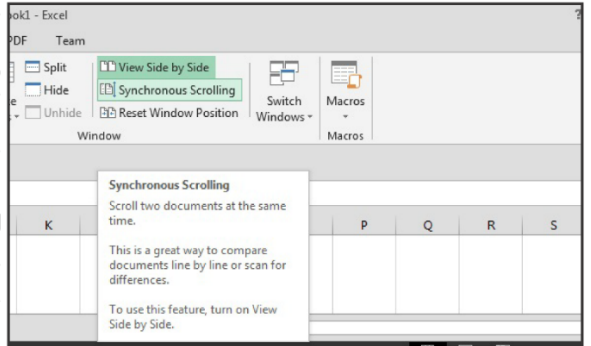 ook1 - Excel ?
PDF Team
Split View Side by Side
Hide Synchronous Scrolling
Unhide Reset Window Position
Switch Windows
Macros
Window Macros
Synchronous Scrolling
Scroll two documents at the same
time.
This is a great way to compare
documents line by line or scan for
differences.
To use this feature, turn on View
Side by Side.
K P Q R S